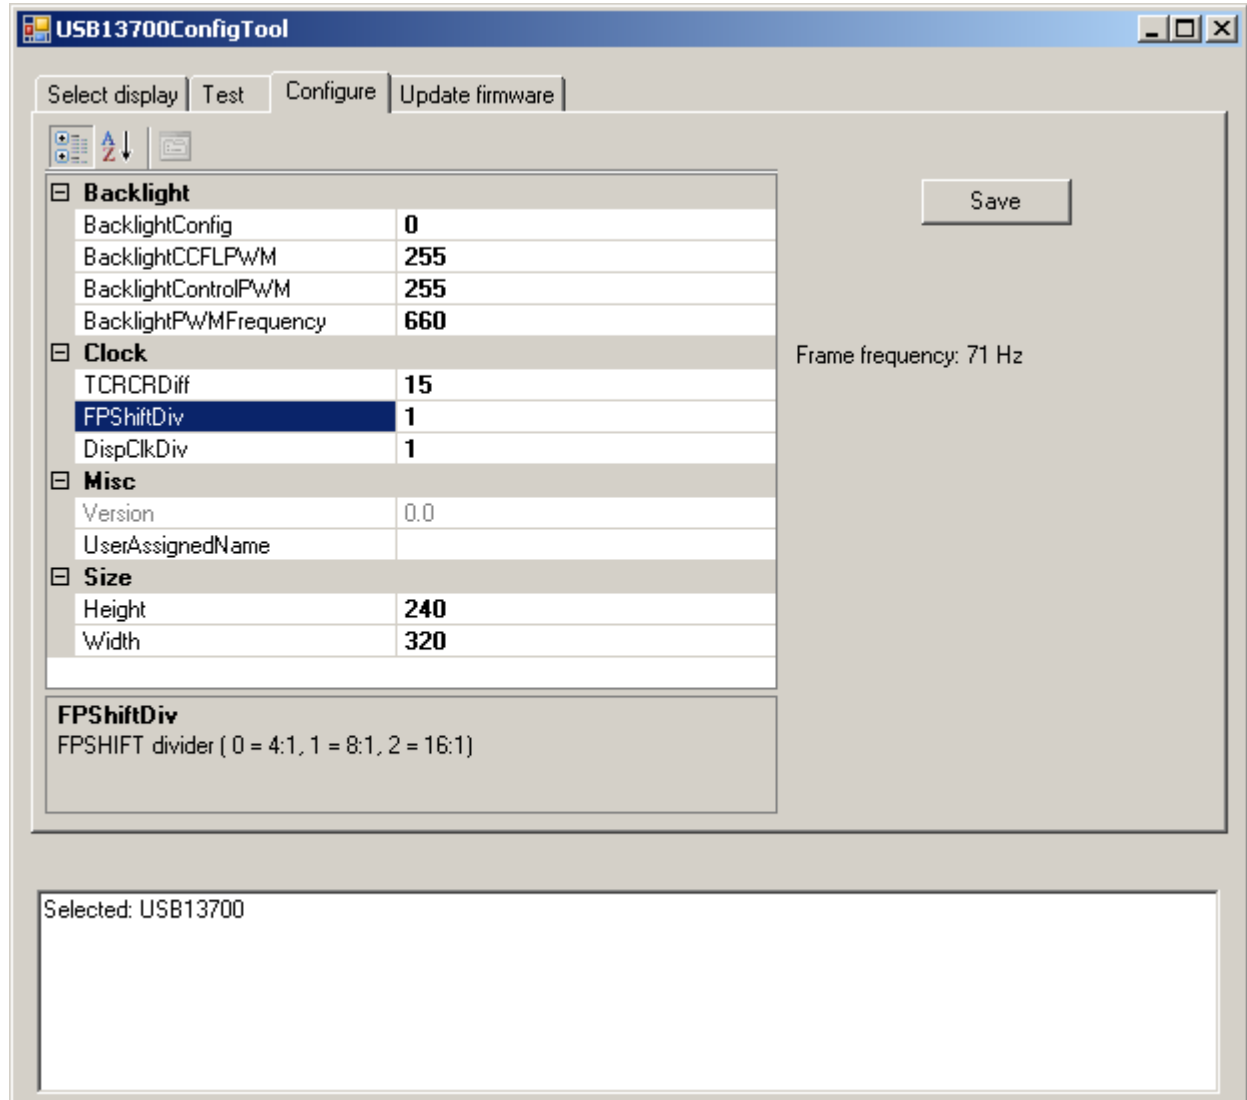 USB13700ConfigTool
Select display Test Configure Update firmware
Backlight
Save
BacklightConfig 0
BacklightCCFLPWM 255
BacklightControlPWM 255
BacklightPWMFrequency 660
Clock
Frame frequency: 71 Hz
TCRCRDiff 15
FPShiftDiv 1
DispClkDiv 1
Misc
Version 0.0
UserAssignedName
Size
Height 240
Width 320
FPShiftDiv
FPSHIFT divider ( 0 = 4:1, 1 = 8:1, 2 = 16:1)
Selected: USB13700